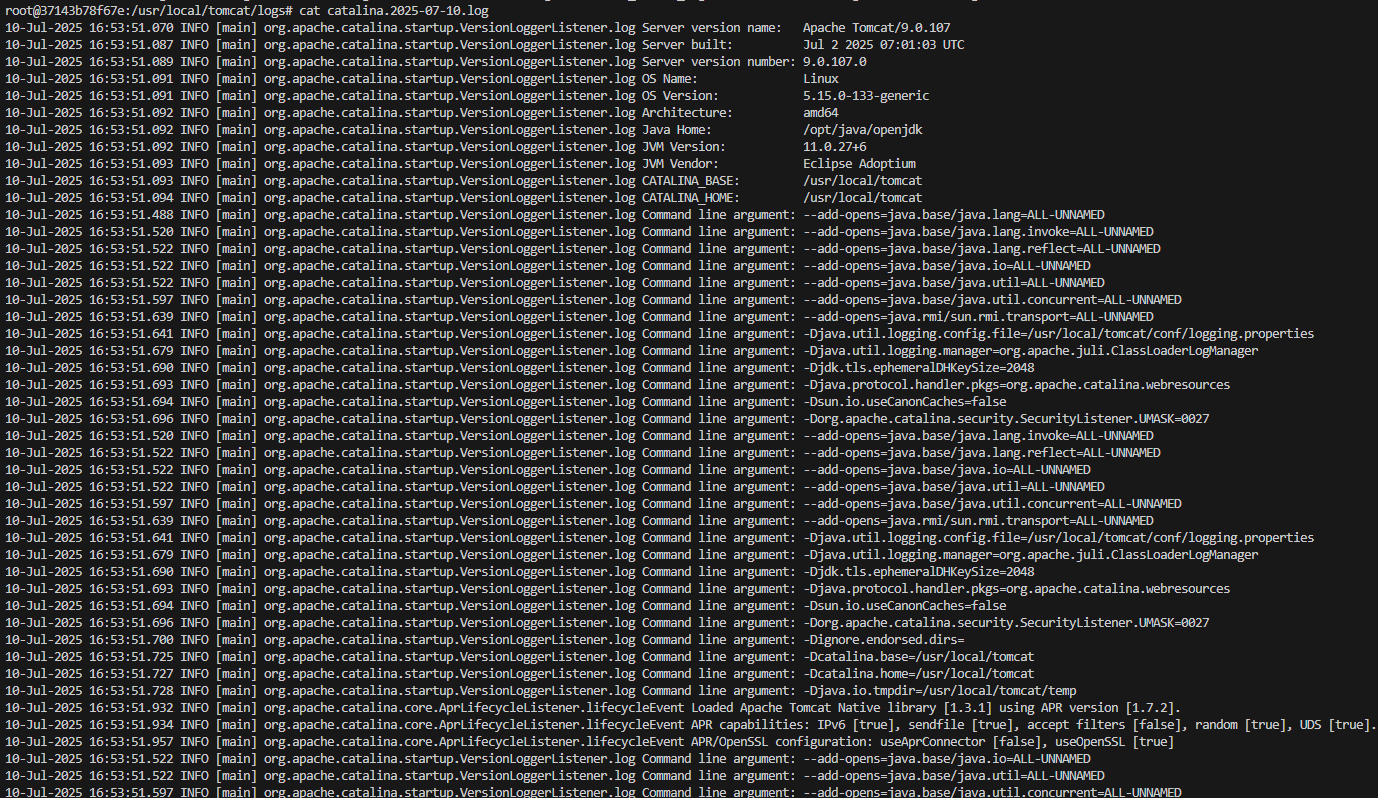 root@37143b78f67e:/usr/local/tomcat/logs# cat catalina.2025-07-10.log
10-Jul-2025 16:53:51.070 INFO [main] org.apache.catalina.startup.VersionLoggerListener.log Server version name:   Apache Tomcat/9.0.107
10-Jul-2025 16:53:51.087 INFO [main] org.apache.catalina.startup.VersionLoggerListener.log Server built:          Jul 2 2025 07:01:03 UTC
10-Jul-2025 16:53:51.089 INFO [main] org.apache.catalina.startup.VersionLoggerListener.log Server version number: 9.0.107.0
10-Jul-2025 16:53:51.091 INFO [main] org.apache.catalina.startup.VersionLoggerListener.log OS Name:               Linux
10-Jul-2025 16:53:51.091 INFO [main] org.apache.catalina.startup.VersionLoggerListener.log OS Version:            5.15.0-133-generic
10-Jul-2025 16:53:51.092 INFO [main] org.apache.catalina.startup.VersionLoggerListener.log Architecture:          amd64
10-Jul-2025 16:53:51.092 INFO [main] org.apache.catalina.startup.VersionLoggerListener.log Java Home:             /opt/java/openjdk
10-Jul-2025 16:53:51.092 INFO [main] org.apache.catalina.startup.VersionLoggerListener.log JVM Version:           11.0.27+6
10-Jul-2025 16:53:51.093 INFO [main] org.apache.catalina.startup.VersionLoggerListener.log JVM Vendor:            Eclipse Adoptium
10-Jul-2025 16:53:51.093 INFO [main] org.apache.catalina.startup.VersionLoggerListener.log CATALINA_BASE:         /usr/local/tomcat
10-Jul-2025 16:53:51.094 INFO [main] org.apache.catalina.startup.VersionLoggerListener.log CATALINA_HOME:         /usr/local/tomcat
10-Jul-2025 16:53:51.488 INFO [main] org.apache.catalina.startup.VersionLoggerListener.log Command line argument: --add-opens=java.base/java.lang=ALL-UNNAMED
10-Jul-2025 16:53:51.520 INFO [main] org.apache.catalina.startup.VersionLoggerListener.log Command line argument: --add-opens=java.base/java.lang.invoke=ALL-UNNAMED
10-Jul-2025 16:53:51.522 INFO [main] org.apache.catalina.startup.VersionLoggerListener.log Command line argument: --add-opens=java.base/java.lang.reflect=ALL-UNNAMED
10-Jul-2025 16:53:51.522 INFO [main] org.apache.catalina.startup.VersionLoggerListener.log Command line argument: --add-opens=java.base/java.io=ALL-UNNAMED
10-Jul-2025 16:53:51.522 INFO [main] org.apache.catalina.startup.VersionLoggerListener.log Command line argument: --add-opens=java.base/java.util=ALL-UNNAMED
10-Jul-2025 16:53:51.597 INFO [main] org.apache.catalina.startup.VersionLoggerListener.log Command line argument: --add-opens=java.base/java.util.concurrent=ALL-UNNAMED
10-Jul-2025 16:53:51.639 INFO [main] org.apache.catalina.startup.VersionLoggerListener.log Command line argument: --add-opens=java.rmi/sun.rmi.transport=ALL-UNNAMED
10-Jul-2025 16:53:51.641 INFO [main] org.apache.catalina.startup.VersionLoggerListener.log Command line argument: -Djava.util.logging.config.file=/usr/local/tomcat/conf/logging.properties
10-Jul-2025 16:53:51.679 INFO [main] org.apache.catalina.startup.VersionLoggerListener.log Command line argument: -Djava.util.logging.manager=org.apache.juli.ClassLoaderLogManager
10-Jul-2025 16:53:51.690 INFO [main] org.apache.catalina.startup.VersionLoggerListener.log Command line argument: -Djdk.tls.ephemeralDHKeySize=2048
10-Jul-2025 16:53:51.693 INFO [main] org.apache.catalina.startup.VersionLoggerListener.log Command line argument: -Djava.protocol.handler.pkgs=org.apache.catalina.webresources
10-Jul-2025 16:53:51.694 INFO [main] org.apache.catalina.startup.VersionLoggerListener.log Command line argument: -Dsun.io.useCanonCaches=false
10-Jul-2025 16:53:51.696 INFO [main] org.apache.catalina.startup.VersionLoggerListener.log Command line argument: -Dorg.apache.catalina.security.SecurityListener.UMASK=0027
10-Jul-2025 16:53:51.520 INFO [main] org.apache.catalina.startup.VersionLoggerListener.log Command line argument: --add-opens=java.base/java.lang.invoke=ALL-UNNAMED
10-Jul-2025 16:53:51.522 INFO [main] org.apache.catalina.startup.VersionLoggerListener.log Command line argument: --add-opens=java.base/java.lang.reflect=ALL-UNNAMED
10-Jul-2025 16:53:51.522 INFO [main] org.apache.catalina.startup.VersionLoggerListener.log Command line argument: --add-opens=java.base/java.io=ALL-UNNAMED
10-Jul-2025 16:53:51.522 INFO [main] org.apache.catalina.startup.VersionLoggerListener.log Command line argument: --add-opens=java.base/java.util=ALL-UNNAMED
10-Jul-2025 16:53:51.597 INFO [main] org.apache.catalina.startup.VersionLoggerListener.log Command line argument: --add-opens=java.base/java.util.concurrent=ALL-UNNAMED
10-Jul-2025 16:53:51.639 INFO [main] org.apache.catalina.startup.VersionLoggerListener.log Command line argument: --add-opens=java.rmi/sun.rmi.transport=ALL-UNNAMED
10-Jul-2025 16:53:51.641 INFO [main] org.apache.catalina.startup.VersionLoggerListener.log Command line argument: -Djava.util.logging.config.file=/usr/local/tomcat/conf/logging.properties
10-Jul-2025 16:53:51.679 INFO [main] org.apache.catalina.startup.VersionLoggerListener.log Command line argument: -Djava.util.logging.manager=org.apache.juli.ClassLoaderLogManager
10-Jul-2025 16:53:51.690 INFO [main] org.apache.catalina.startup.VersionLoggerListener.log Command line argument: -Djdk.tls.ephemeralDHKeySize=2048
10-Jul-2025 16:53:51.693 INFO [main] org.apache.catalina.startup.VersionLoggerListener.log Command line argument: -Djava.protocol.handler.pkgs=org.apache.catalina.webresources
10-Jul-2025 16:53:51.694 INFO [main] org.apache.catalina.startup.VersionLoggerListener.log Command line argument: -Dsun.io.useCanonCaches=false
10-Jul-2025 16:53:51.696 INFO [main] org.apache.catalina.startup.VersionLoggerListener.log Command line argument: -Dorg.apache.catalina.security.SecurityListener.UMASK=0027
10-Jul-2025 16:53:51.700 INFO [main] org.apache.catalina.startup.VersionLoggerListener.log Command line argument: -Dignore.endorsed.dirs=
10-Jul-2025 16:53:51.725 INFO [main] org.apache.catalina.startup.VersionLoggerListener.log Command line argument: -Dcatalina.base=/usr/local/tomcat
10-Jul-2025 16:53:51.727 INFO [main] org.apache.catalina.startup.VersionLoggerListener.log Command line argument: -Dcatalina.home=/usr/local/tomcat
10-Jul-2025 16:53:51.728 INFO [main] org.apache.catalina.startup.VersionLoggerListener.log Command line argument: -Djava.io.tmpdir=/usr/local/tomcat/temp
10-Jul-2025 16:53:51.932 INFO [main] org.apache.catalina.core.AprLifecycleListener.lifecycleEvent Loaded Apache Tomcat Native library [1.3.1] using APR version [1.7.2].
10-Jul-2025 16:53:51.934 INFO [main] org.apache.catalina.core.AprLifecycleListener.lifecycleEvent APR capabilities: IPv6 [true], sendfile [true], accept filters [false], random [true], UDS [true].
10-Jul-2025 16:53:51.957 INFO [main] org.apache.catalina.core.AprLifecycleListener.lifecycleEvent APR/OpenSSL configuration: useAprConnector [false], useOpenSSL [true]
10-Jul-2025 16:53:51.522 INFO [main] org.apache.catalina.startup.VersionLoggerListener.log Command line argument: --add-opens=java.base/java.io=ALL-UNNAMED
10-Jul-2025 16:53:51.522 INFO [main] org.apache.catalina.startup.VersionLoggerListener.log Command line argument: --add-opens=java.base/java.util=ALL-UNNAMED
10-Jul-2025 16:53:51.597 INFO [main] org.apache.catalina.startup.VersionLoggerListener.log Command line argument: --add-opens=java.base/java.util.concurrent=ALL-UNNAMED